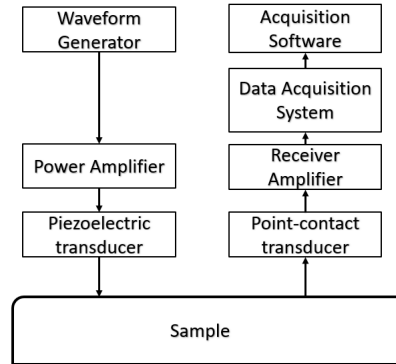 Waveform
Generator
Power Amplifier
Piezoelectric
transducer
Acquisition
Software
Data Acquisition
System
Receiver
Amplifier
Point-contact
transducer
Sample